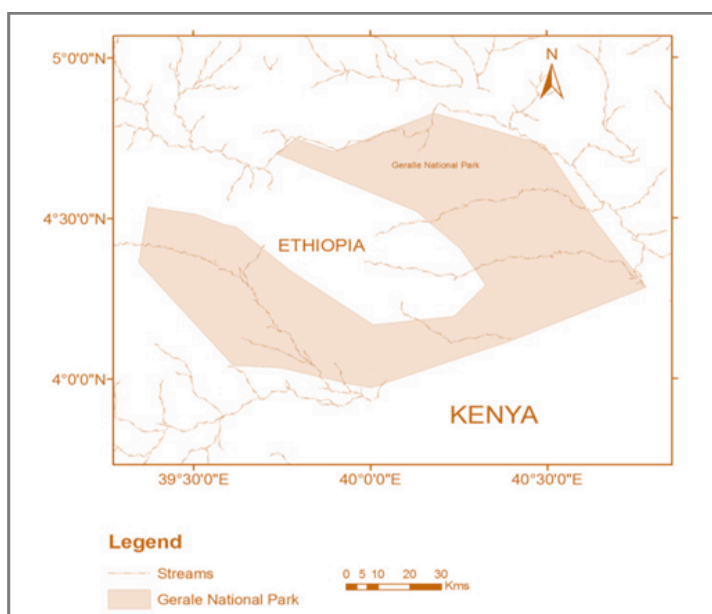 5°0'0"N
N
Geralle National Park
4°30'0"N
ETHIOPIA
4°0'0"N
KENYA
39°30'0"E 40°0'0"E 40°30'0"E
Legend
Streams
Gerale National Park
0 5 10 20 30
Kms